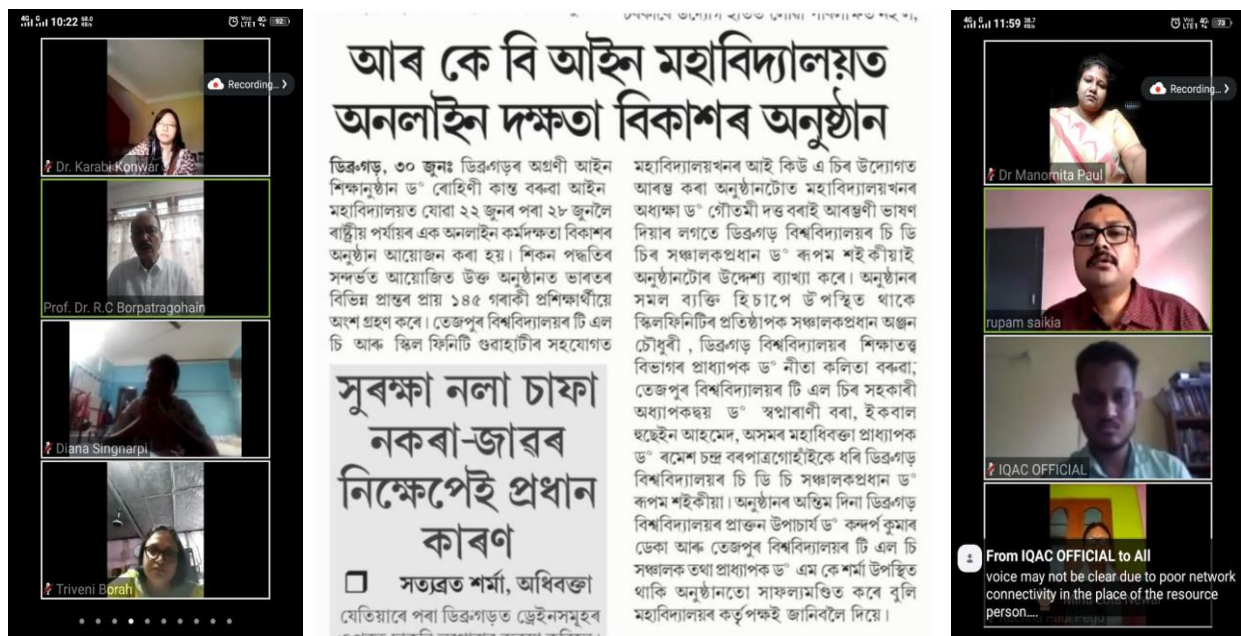 10:22
92
Recording...
Dr. Karabi Konwar
Prof. Dr. R.C Borpatragohain
Diana Singnarpi
Triveni Borah
আৰ কে বি আইন মহাবিদ্যালয়ত
অনলাইন দক্ষতা বিকাশৰ অনুষ্ঠান
ডিব্ৰুগড়, ৩০ জুনঃ ডিব্ৰুগড়ৰ অগ্ৰণী আইন
শিক্ষানুষ্ঠান ড° ৰোহিণী কান্ত বৰুৱা আইন
মহাবিদ্যালয়ত যোৱা ২২ জুনৰ পৰা ২৮ জুনলৈ
ৰাষ্ট্ৰীয় পৰ্যায়ৰ এক অনলাইন কৰ্মদক্ষতা বিকাশৰ
অনুষ্ঠান আয়োজন কৰা হয়। শিকন পদ্ধতিৰ
সন্দৰ্ভত আয়োজিত উক্ত অনুষ্ঠানত ভাৰতৰ
বিভিন্ন প্ৰান্তৰ প্ৰায় ১৪৫ গৰাকী প্ৰশিক্ষাৰ্থীয়ে
অংশ গ্ৰহণ কৰে। তেজপুৰ বিশ্ববিদ্যালয়ৰ টি এল
চি আৰু স্কিল ফিনিটি গুৱাহাটীৰ সহযোগত
মহাবিদ্যালয়খনৰ আই কিউ এ চিৰ উদ্যোগত
আৰম্ভ কৰা অনুষ্ঠানটোত মহাবিদ্যালয়খনৰ
অধ্যক্ষা ড° গৌতমী দত্ত বৰাই আৰম্ভণী ভাষণ
দিয়াৰ লগতে ডিব্ৰুগড় বিশ্ববিদ্যালয়ৰ চি ডি
চিৰ সঞ্চালকপ্ৰধান ড° ৰূপম শইকীয়াই
অনুষ্ঠানটোৰ উদ্দেশ্য ব্যাখ্যা কৰে। অনুষ্ঠানৰ
সমল ব্যক্তি হিচাপে উপস্থিত থাকে
স্কিলফিনিটিৰ প্ৰতিষ্ঠাপক সঞ্চালকপ্ৰধান অঞ্জন
চৌধুৰী , ডিব্ৰুগড় বিশ্ববিদ্যালয়ৰ শিক্ষাতত্ত্ব
বিভাগৰ প্ৰাধ্যাপক ড° নীতা কলিতা বৰুৱা;
তেজপুৰ বিশ্ববিদ্যালয়ৰ টি এল চিৰ সহকাৰী
অধ্যাপকদ্বয় ড° স্বপ্নাৰাণী বৰা, ইকবাল
হুছেইন আহমেদ, অসমৰ মহাধিবক্তা প্ৰাধ্যাপক
ড° ৰমেশ চন্দ্ৰ বৰপাত্ৰগোহাঁইকে ধৰি ডিব্ৰুগড়
বিশ্ববিদ্যালয়ৰ চি ডি চি সঞ্চালকপ্ৰধান ড°
ৰূপম শইকীয়া। অনুষ্ঠানৰ অন্তিম দিনা ডিব্ৰুগড়
বিশ্ববিদ্যালয়ৰ প্ৰাক্তন উপাচাৰ্য ড° কন্দৰ্প কুমাৰ
ডেকা আৰু তেজপুৰ বিশ্ববিদ্যালয়ৰ টি এল চি
সঞ্চালক তথা প্ৰাধ্যাপক ড° এম কে শৰ্মা উপস্থিত
থাকি অনুষ্ঠানতো সাফল্যমণ্ডিত কৰে বুলি
মহাবিদ্যালয়ৰ কৰ্তৃপক্ষই জানিবলৈ দিয়ে।
সুৰক্ষা নলা চাফা
নকৰা-জাৱৰ
নিক্ষেপেই প্ৰধান
কাৰণ
সত্যব্ৰত শৰ্মা, অধিবক্তা
যেতিয়াৰে পৰা ডিব্ৰুগড়ত ড্ৰেইনসমূহৰ
11:59
73
Recording...
Dr Manomita Paul
rupam saikia
IQAC OFFICIAL
From IQAC OFFICIAL to All
voice may not be clear due to poor network
connectivity in the place of the resource
person....